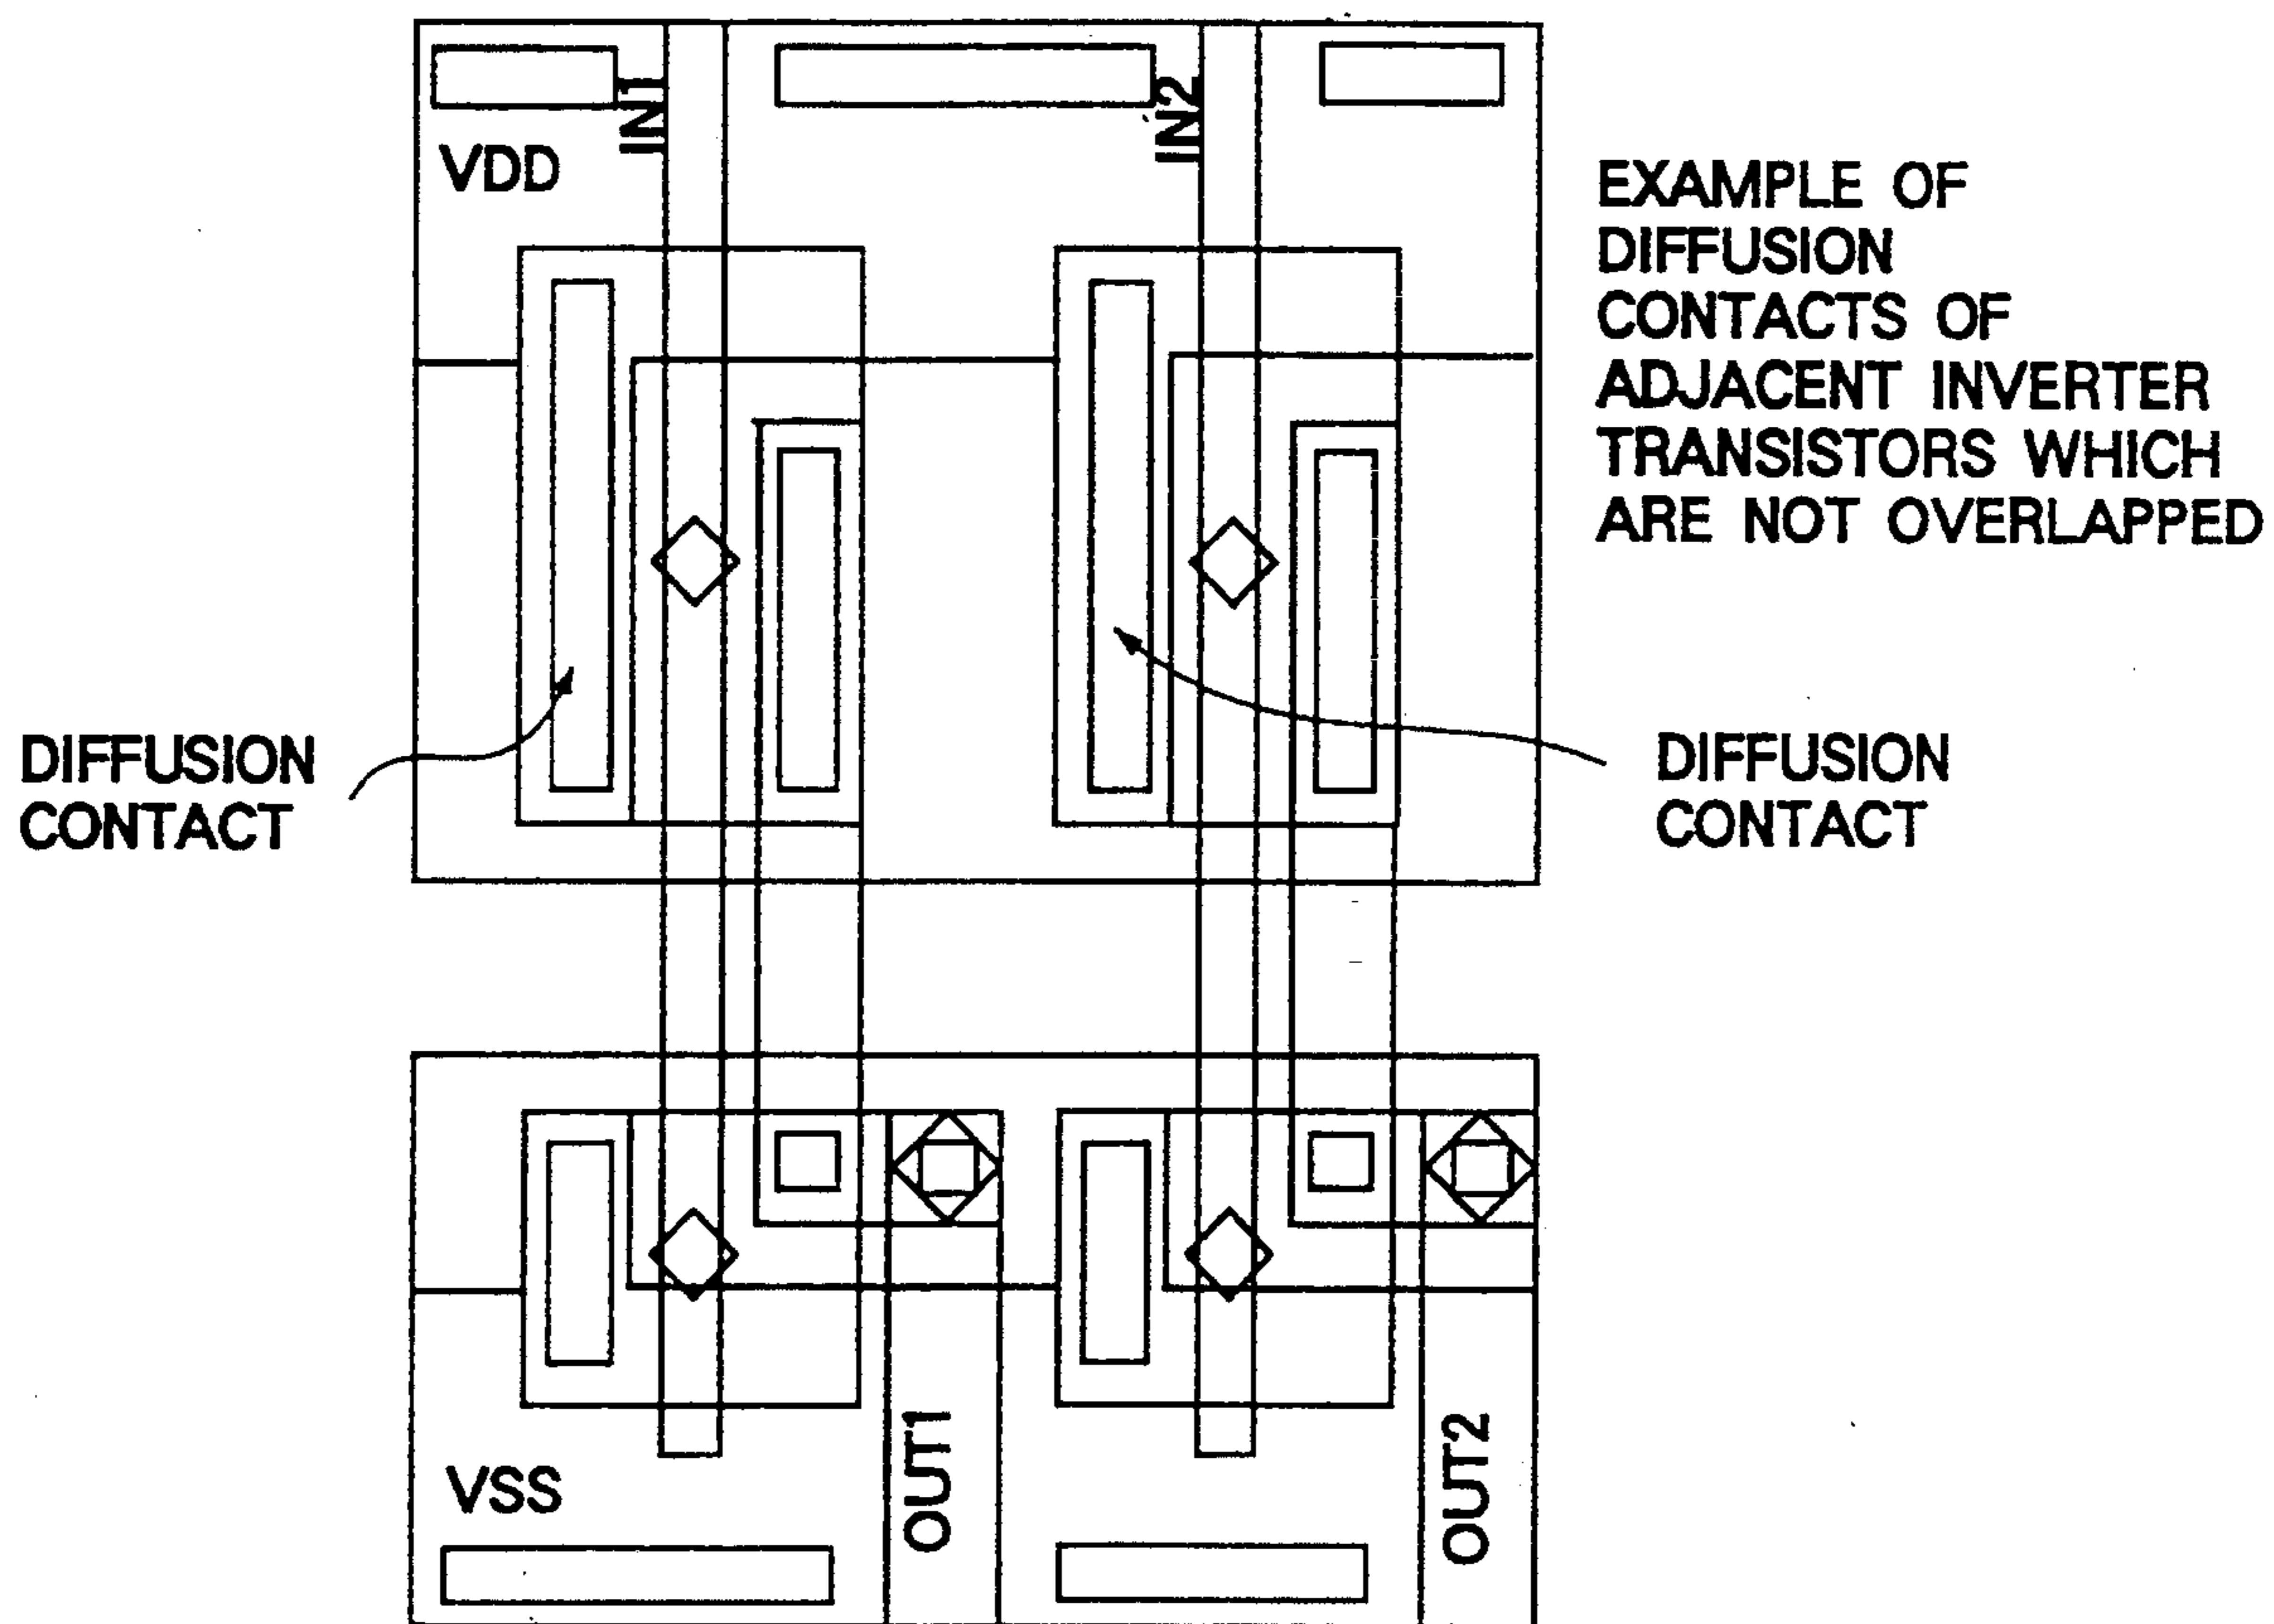 IN1
IN2
VDD
EXAMPLE OF
DIFFUSION
CONTACTS OF
ADJACENT INVERTER
TRANSISTORS WHICH
ARE NOT OVERLAPPED
DIFFUSION
CONTACT
DIFFUSION
CONTACT
VSS
OUT1
OUT2